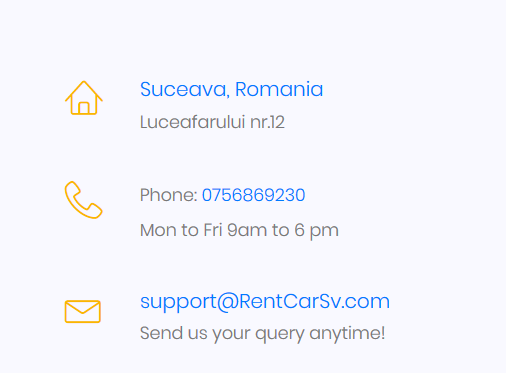 Suceava, Romania
Luceafarului nr.12
Phone: 0756869230
Mon to Fri 9am to 6 pm
support@RentCarSv.com
Send us your query anytime!